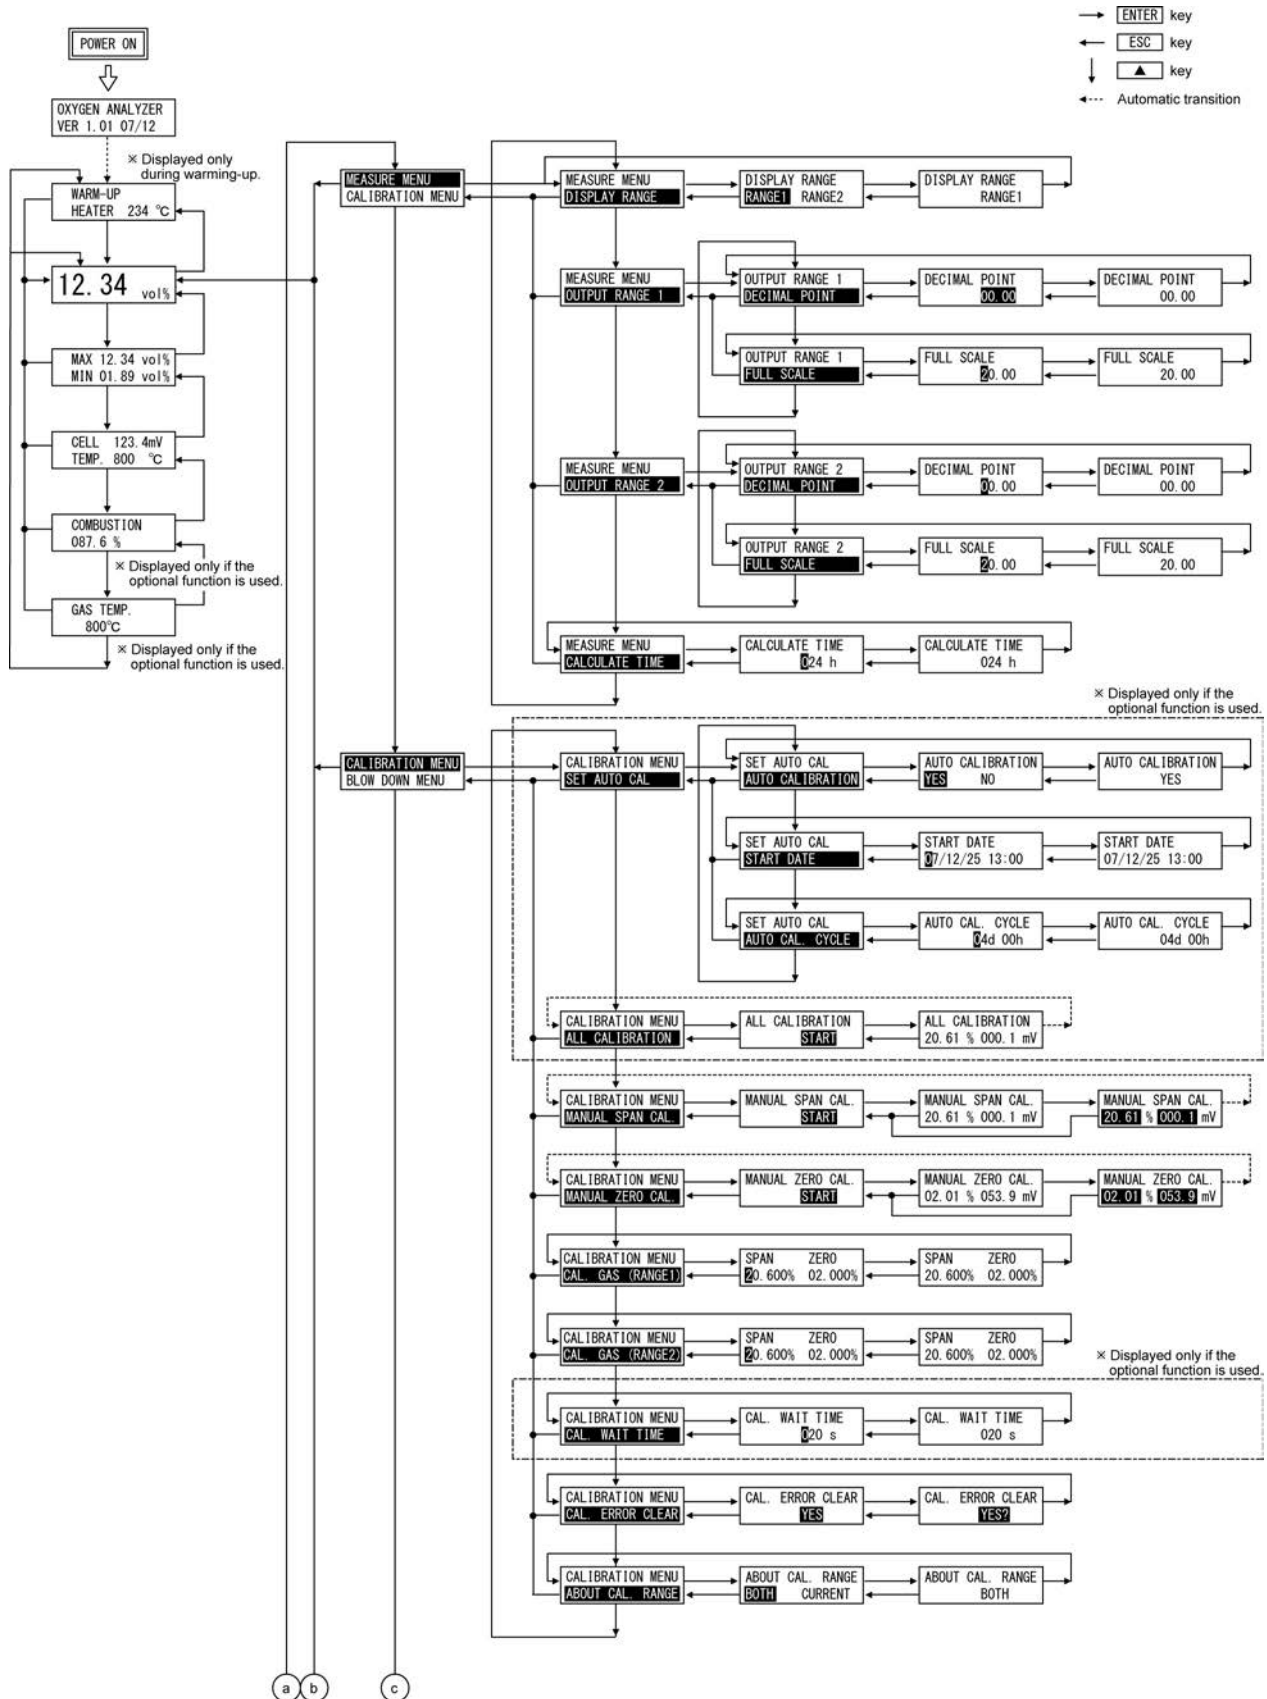 ENTER key
ESC key
▲ key
Automatic transition
POWER ON
OXYGEN ANALYZER
VER 1.01 07/12
※ Displayed only
during warming-up.
WARM-UP
HEATER 234 °C
12.34 vol%
MAX 12.34 vol%
MIN 01.89 vol%
CELL 123.4mV
TEMP. 800 °C
COMBUSTION
087.6 %
※ Displayed only if the
optional function is used.
GAS TEMP.
800°C
※ Displayed only if the
optional function is used.
MEASURE MENU
CALIBRATION MENU
MEASURE MENU
DISPLAY RANGE
DISPLAY RANGE
RANGE1 RANGE2
DISPLAY RANGE
RANGE1
MEASURE MENU
OUTPUT RANGE 1
OUTPUT RANGE 1
DECIMAL POINT
DECIMAL POINT
00.00
DECIMAL POINT
00.00
OUTPUT RANGE 1
FULL SCALE
FULL SCALE
20.00
FULL SCALE
20.00
MEASURE MENU
OUTPUT RANGE 2
OUTPUT RANGE 2
DECIMAL POINT
DECIMAL POINT
00.00
DECIMAL POINT
00.00
OUTPUT RANGE 2
FULL SCALE
FULL SCALE
20.00
FULL SCALE
20.00
MEASURE MENU
CALCULATE TIME
CALCULATE TIME
024 h
CALCULATE TIME
024 h
※ Displayed only if the
optional function is used.
CALIBRATION MENU
BLOW DOWN MENU
CALIBRATION MENU
SET AUTO CAL
SET AUTO CAL
AUTO CALIBRATION
AUTO CALIBRATION
YES NO
AUTO CALIBRATION
YES
SET AUTO CAL
START DATE
START DATE
07/12/25 13:00
START DATE
07/12/25 13:00
SET AUTO CAL
AUTO CAL. CYCLE
AUTO CAL. CYCLE
04d 00h
AUTO CAL. CYCLE
04d 00h
CALIBRATION MENU
ALL CALIBRATION
ALL CALIBRATION
START
ALL CALIBRATION
20.61 % 000.1 mV
CALIBRATION MENU
MANUAL SPAN CAL.
MANUAL SPAN CAL.
START
MANUAL SPAN CAL.
20.61 % 000.1 mV
MANUAL SPAN CAL.
20.61 % 000.1 mV
CALIBRATION MENU
MANUAL ZERO CAL.
MANUAL ZERO CAL.
START
MANUAL ZERO CAL.
02.01 % 053.9 mV
MANUAL ZERO CAL.
02.01 % 053.9 mV
CALIBRATION MENU
CAL. GAS (RANGE1)
SPAN ZERO
20.600% 02.000%
SPAN ZERO
20.600% 02.000%
CALIBRATION MENU
CAL. GAS (RANGE2)
SPAN ZERO
20.600% 02.000%
SPAN ZERO
20.600% 02.000%
※ Displayed only if the
optional function is used.
CALIBRATION MENU
CAL. WAIT TIME
CAL. WAIT TIME
020 s
CAL. WAIT TIME
020 s
CALIBRATION MENU
CAL. ERROR CLEAR
CAL. ERROR CLEAR
YES
CAL. ERROR CLEAR
YES?
CALIBRATION MENU
ABOUT CAL. RANGE
ABOUT CAL. RANGE
BOTH CURRENT
ABOUT CAL. RANGE
BOTH
a b c